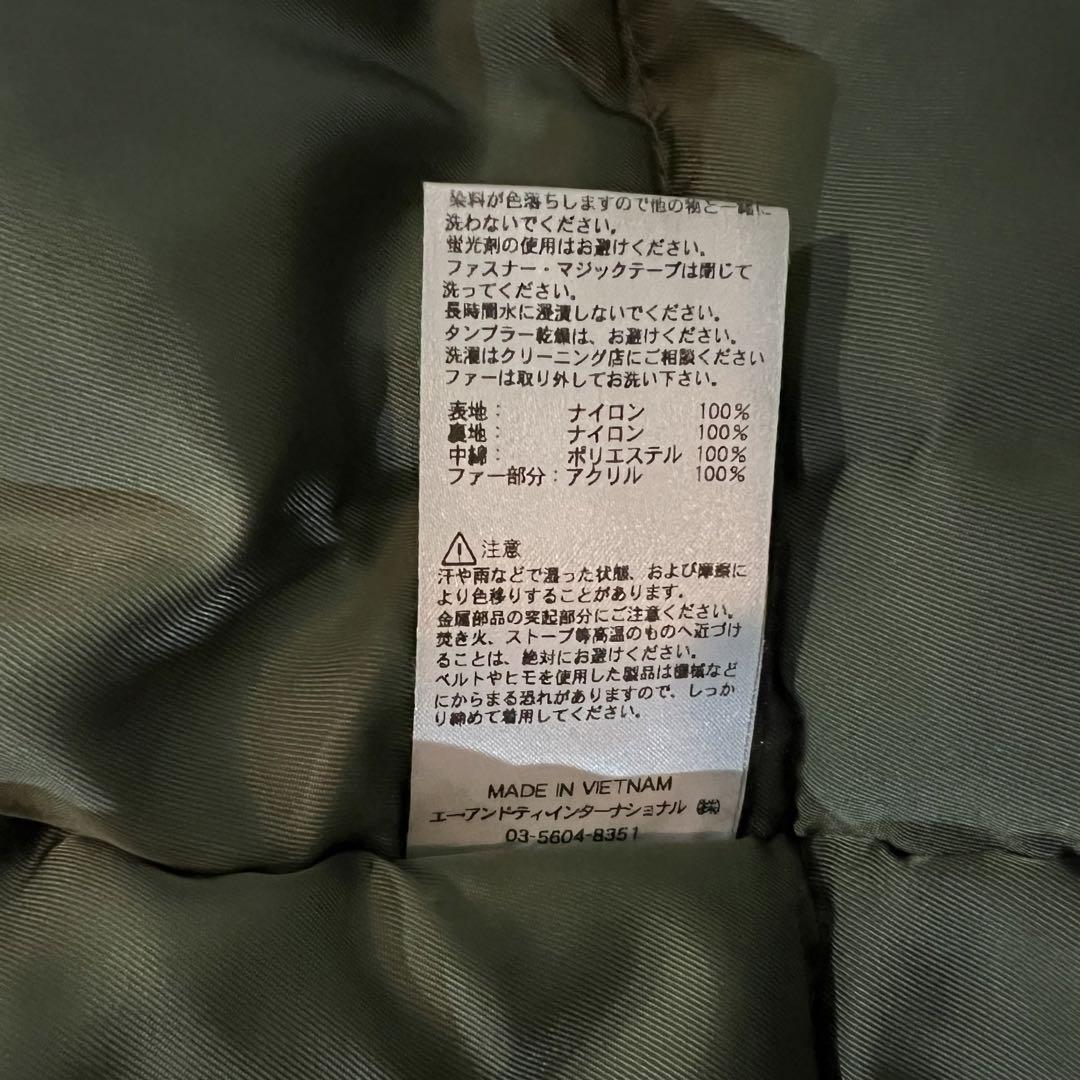 染料が色落ちしますので他の物と一緒に
洗わないでください。
蛍光剤の使用はお避けください。
ファスナー・マジックテープは閉じて
洗ってください。
長時間水に浸漬しないでください。
タンブラー乾燥は、お避けください。
洗濯はクリーニング店にご相談ください
ファーは取り外してお洗い下さい。
表地： ナイロン 100%
裏地： ナイロン 100%
中綿： ポリエステル 100%
ファー部分：アクリル 100%
⚠注意
汗や雨などで湿った状態、および摩擦に
より色移りすることがあります。
金属部品の突起部分にご注意ください。
焚き火、ストーブ等高温のものへ近づけ
ることは、絶対にお避けください。
ベルトやヒモを使用した製品は機械など
にからまる恐れがありますので、しっか
り締めて着用してください。
MADE IN VIETNAM
エーアンドティ・インターナショナル ㈱
03-5604-8351